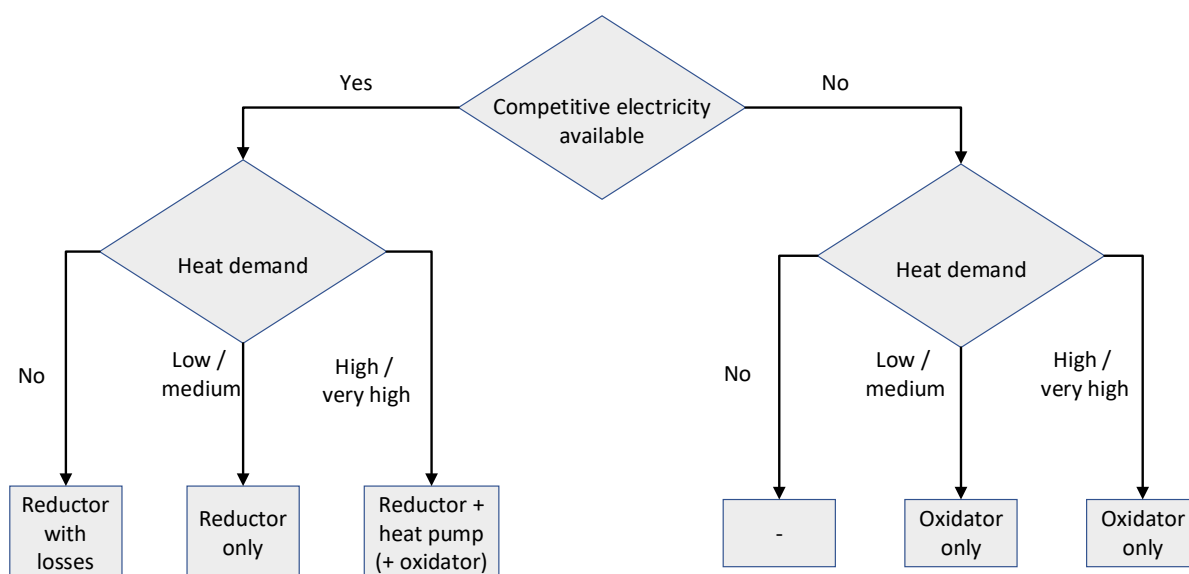 Yes
Competitive electricity
available
No
Heat demand
Heat demand
No
Low /
medium
High /
very high
No
Low /
medium
High /
very high
Reductor
with
losses
Reductor
only
Reductor +
heat pump
(+ oxidator)
-
Oxidator
only
Oxidator
only